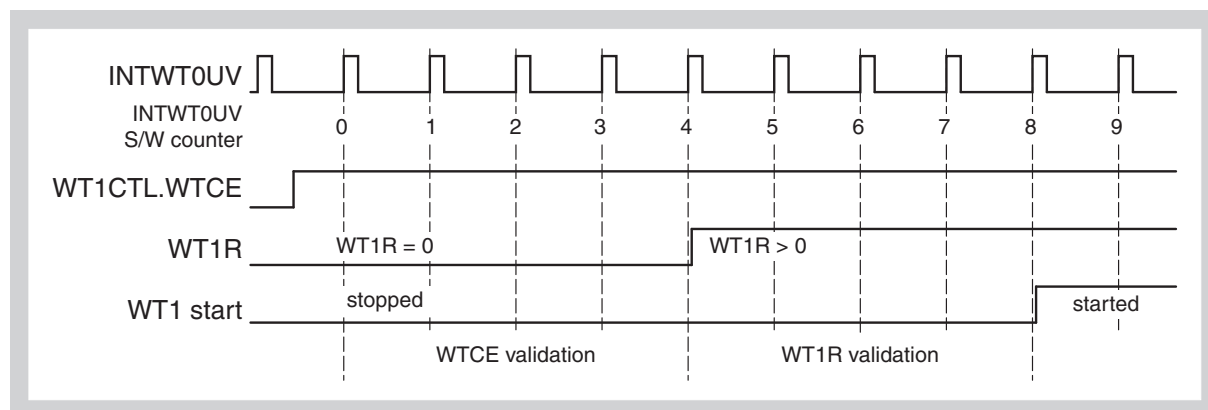 INTWT0UV
INTWT0UV
S/W counter
0 1 2 3 4 5 6 7 8 9
WT1CTL.WTCE
WT1R
WT1R = 0
WT1R > 0
WT1 start
stopped
started
WTCE validation
WT1R validation